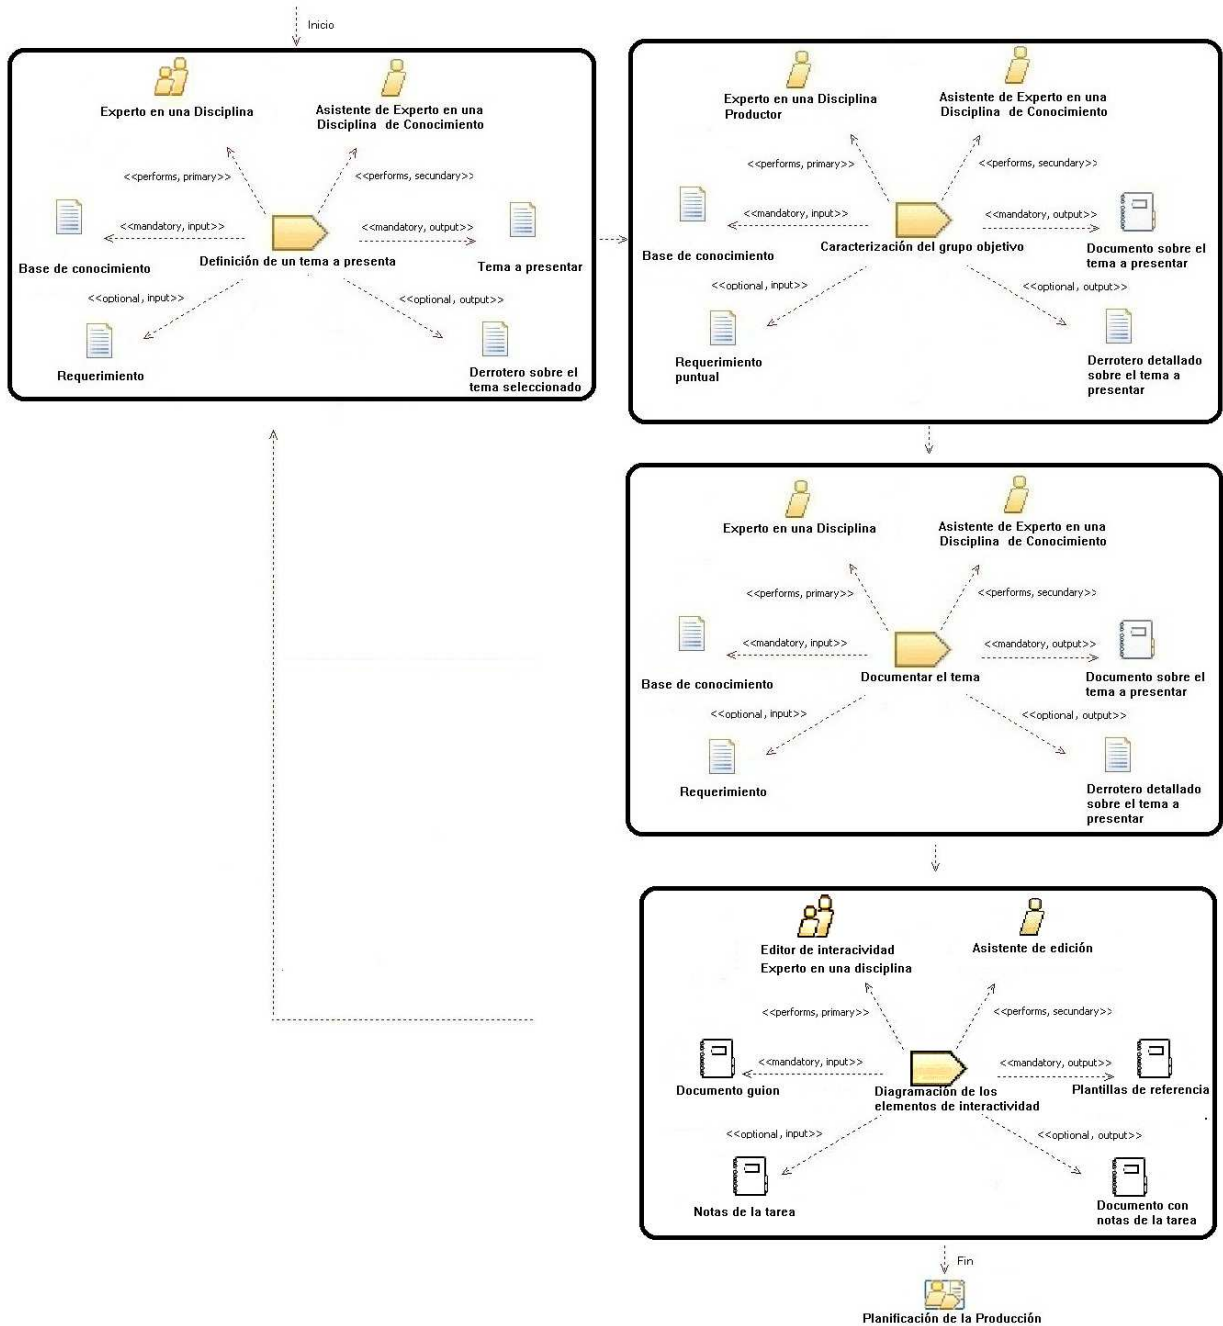 Inicio
Experto en una Disciplina
Asistente de Experto en una
Disciplina de Conocimiento
<<performs, primary>>
<<performs, secundary>>
<<mandatory, input>>
<<mandatory, output>>
Base de conocimiento
Definición de un tema a presenta
Tema a presentar
<<optional, input>>
<<optional, output>>
Requerimiento
Derrotero sobre el
tema seleccionado
Experto en una Disciplina
Productor
Asistente de Experto en una
Disciplina de Conocimiento
<<performs, primary>>
<<performs, secundary>>
<<mandatory, input>>
<<mandatory, output>>
Base de conocimiento
Caracterización del grupo objetivo
Documento sobre el
tema a presentar
<<optional, input>>
<<optional, output>>
Requerimiento
puntual
Derrotero detallado
sobre el tema a
presentar
Experto en una Disciplina
Asistente de Experto en una
Disciplina de Conocimiento
<<performs, primary>>
<<performs, secundary>>
<<mandatory, input>>
<<mandatory, output>>
Base de conocimiento
Documentar el tema
Documento sobre el
tema a presentar
<<optional, input>>
<<optional, output>>
Requerimiento
Derrotero detallado
sobre el tema a
presentar
Editor de interacividad
Experto en una disciplina
Asistente de edición
<<performs, primary>>
<<performs, secundary>>
<<mandatory, input>>
<<mandatory, output>>
Documento guion
Diagramación de los
elementos de interactividad
Plantillas de referencia
<<optional, input>>
<<optional, output>>
Notas de la tarea
Documento con
notas de la tarea
Fin
Planificación de la Producción